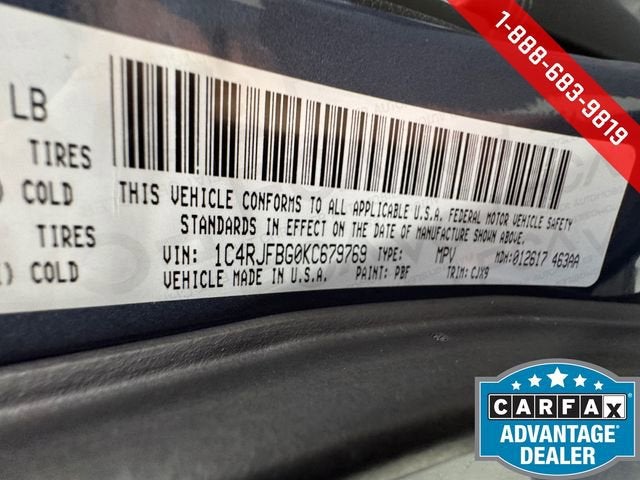 1-888-683-9819
LB
TIRES
COLD
TIRES
COLD
THIS VEHICLE CONFORMS TO ALL APPLICABLE U.S.A. FEDERAL MOTOR VEHICLE SAFETY
STANDARDS IN EFFECT ON THE DATE OF MANUFACTURE SHOWN ABOVE.
VIN: 1C4RJFBG0KC679769 TYPE: MPV MDH:012617 463AA
VEHICLE MADE IN U.S.A. PAINT: PBF TRIM: CJX9
CARFAX
ADVANTAGE
DEALER